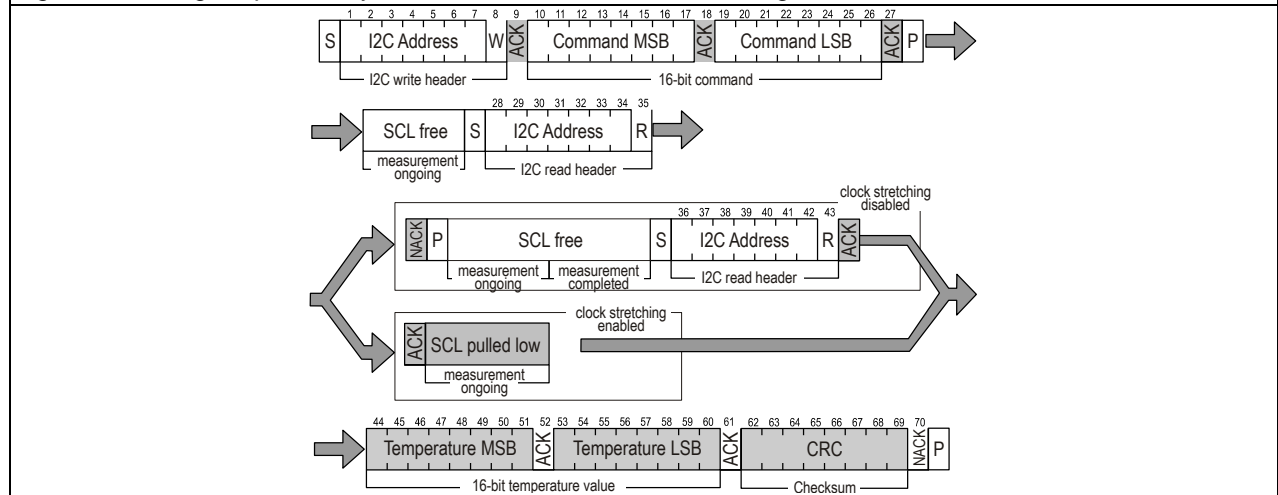 1 2 3 4 5 6 7 8 9 10 11 12 13 14 15 16 17 18 19 20 21 22 23 24 25 26 27
S I2C Address W ACK Command MSB ACK Command LSB ACK P
I2C write header 16-bit command
28 29 30 31 32 33 34 35
SCL free S I2C Address R
measurement ongoing I2C read header
clock stretching disabled
36 37 38 39 40 41 42 43
NACK P SCL free S I2C Address R ACK
measurement ongoing measurement completed I2C read header
clock stretching enabled
ACK SCL pulled low
measurement ongoing
44 45 46 47 48 49 50 51 52 53 54 55 56 57 58 59 60 61 62 63 64 65 66 67 68 69 70
Temperature MSB ACK Temperature LSB ACK CRC NACK P
16-bit temperature value Checksum